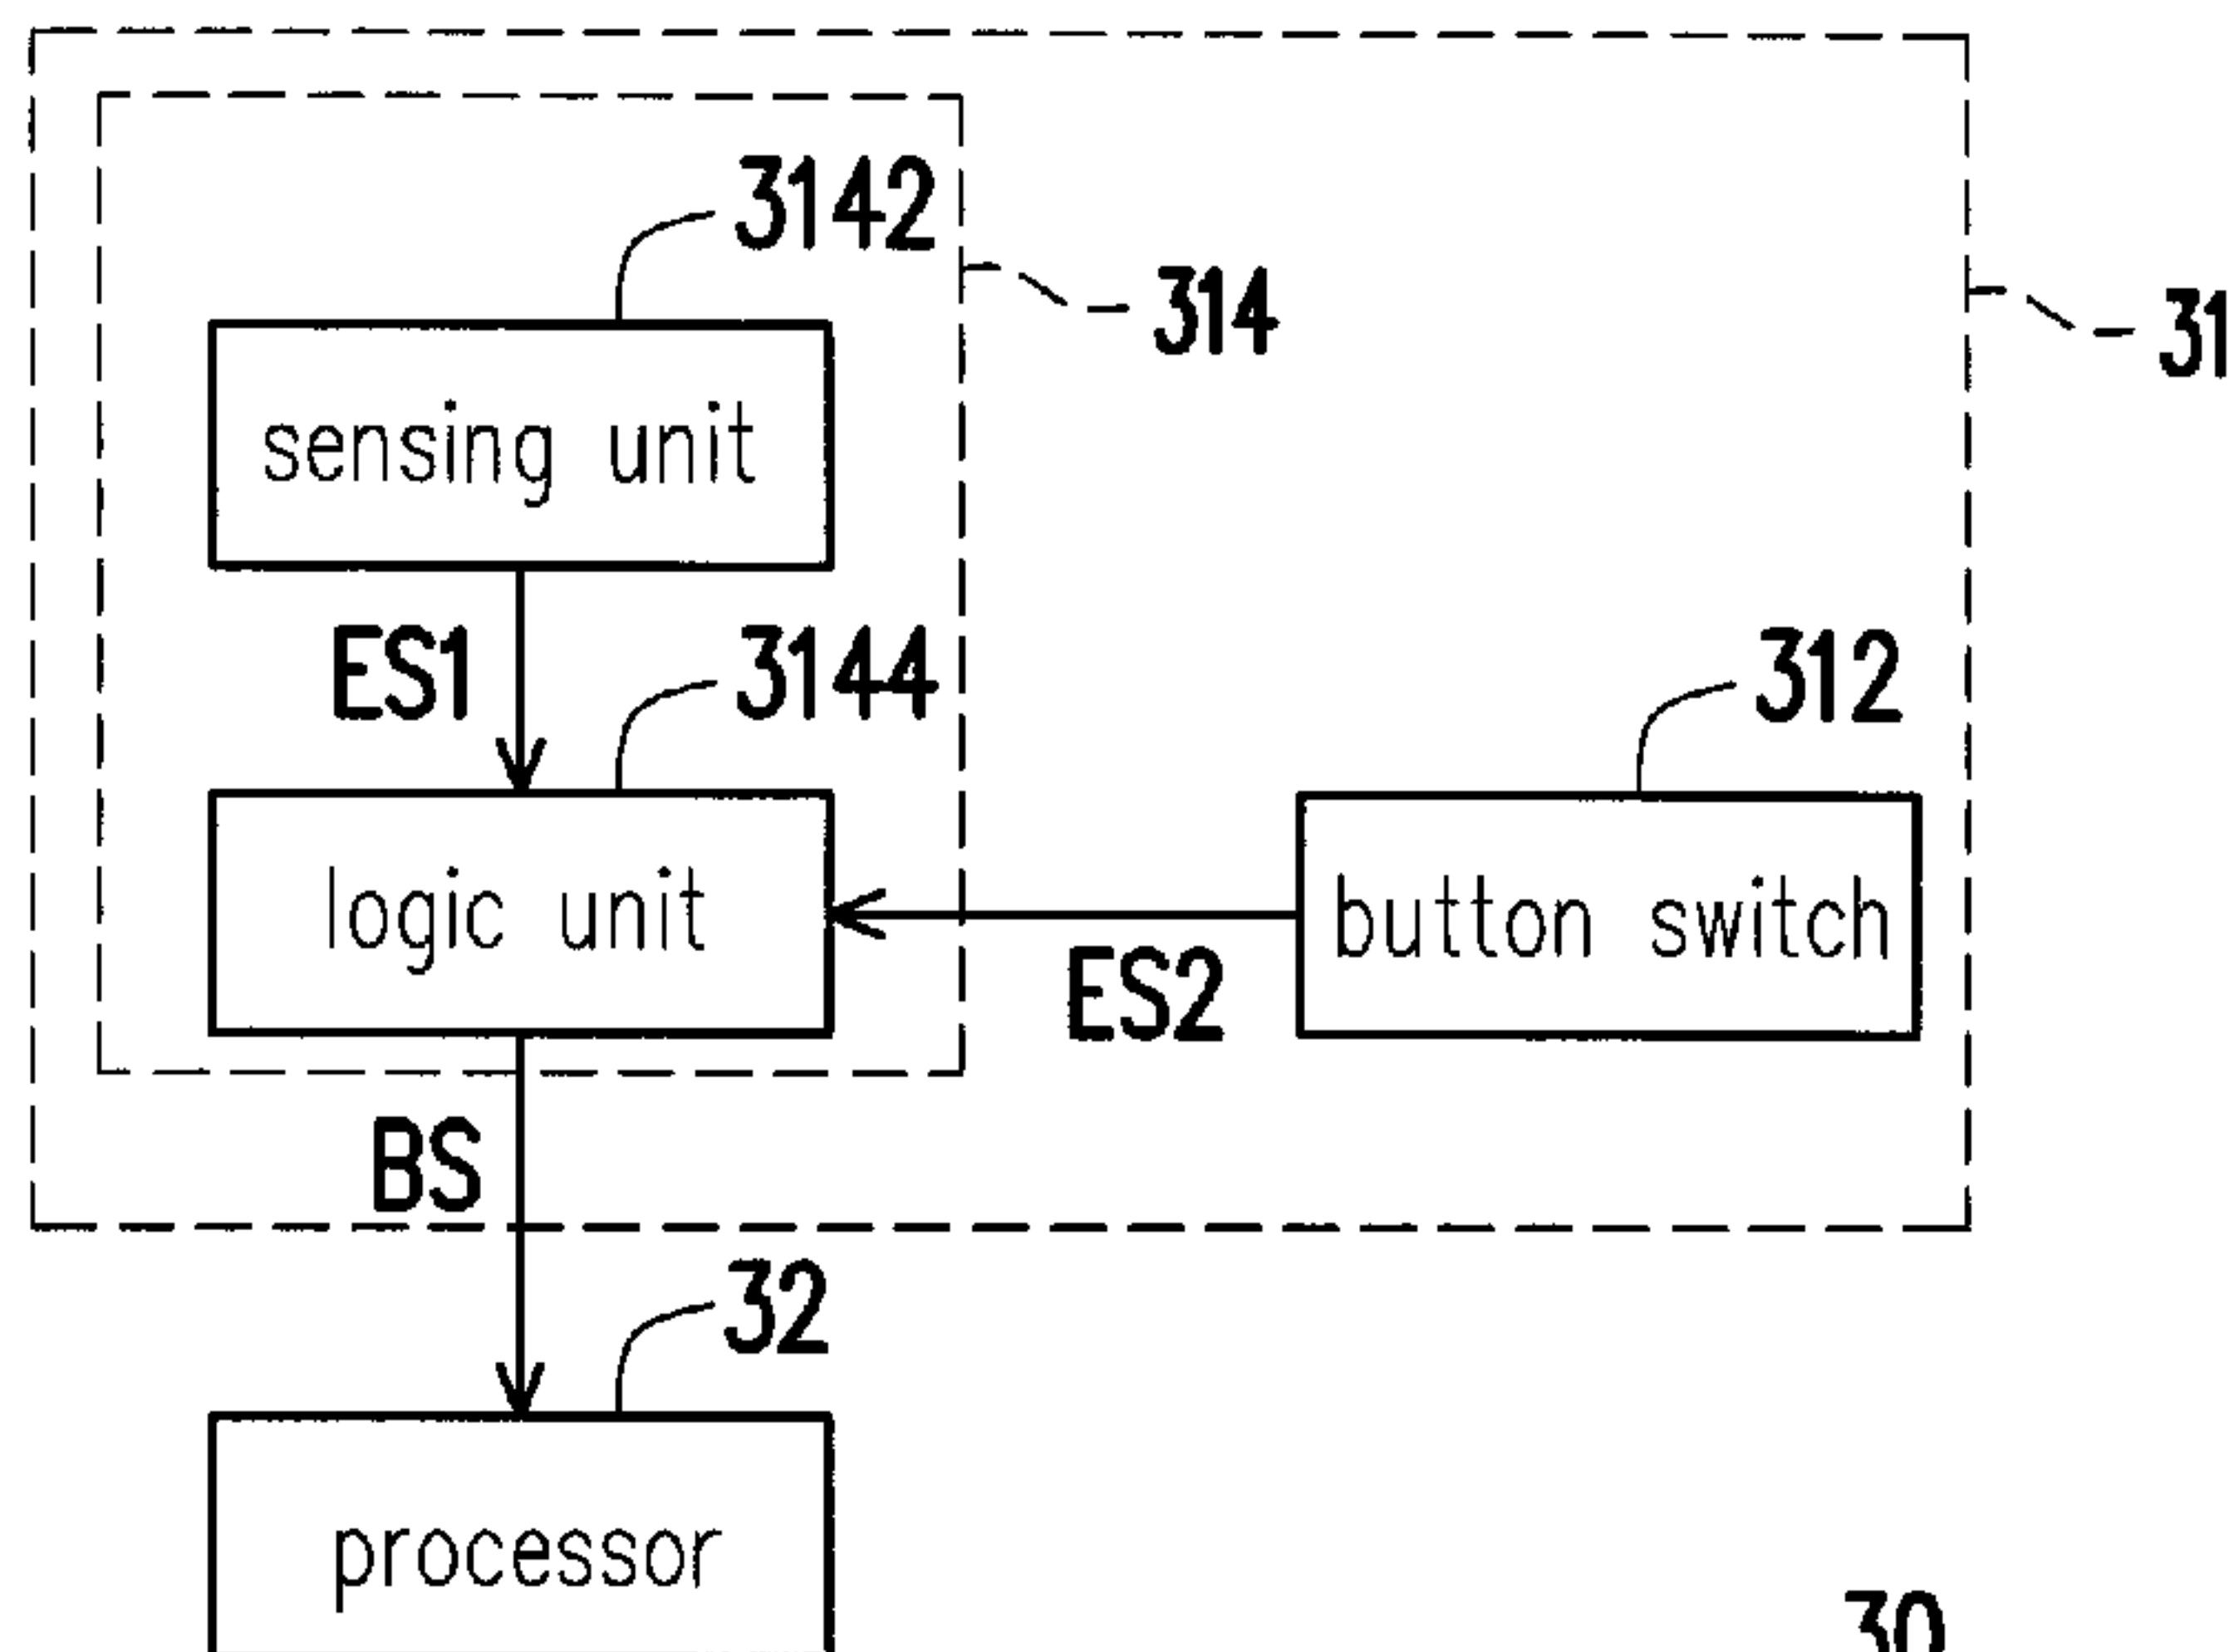 3142
314
31
sensing unit
ES1
3144
312
logic unit
button switch
ES2
BS
32
processor
30